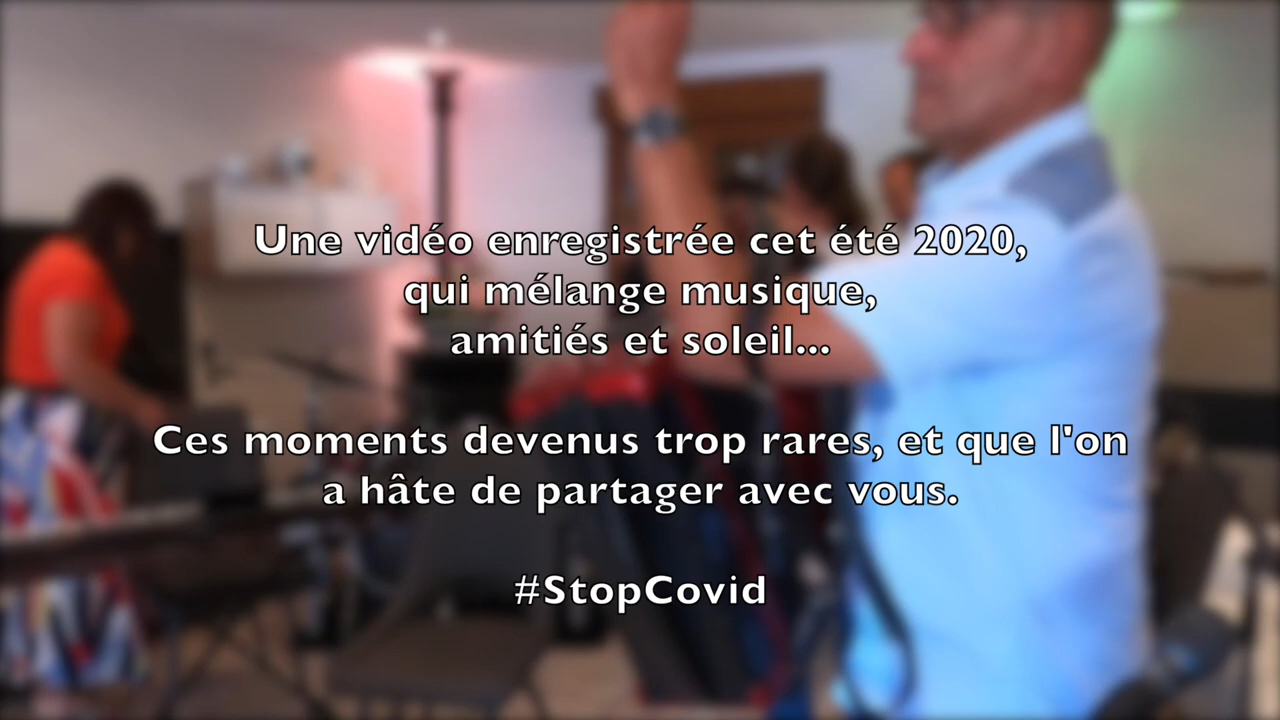 Une vidéo enregistrée cet été 2020,
qui mélange musique,
amitiés et soleil...
Ces moments devenus trop rares, et que l'on
a hâte de partager avec vous.
#StopCovid